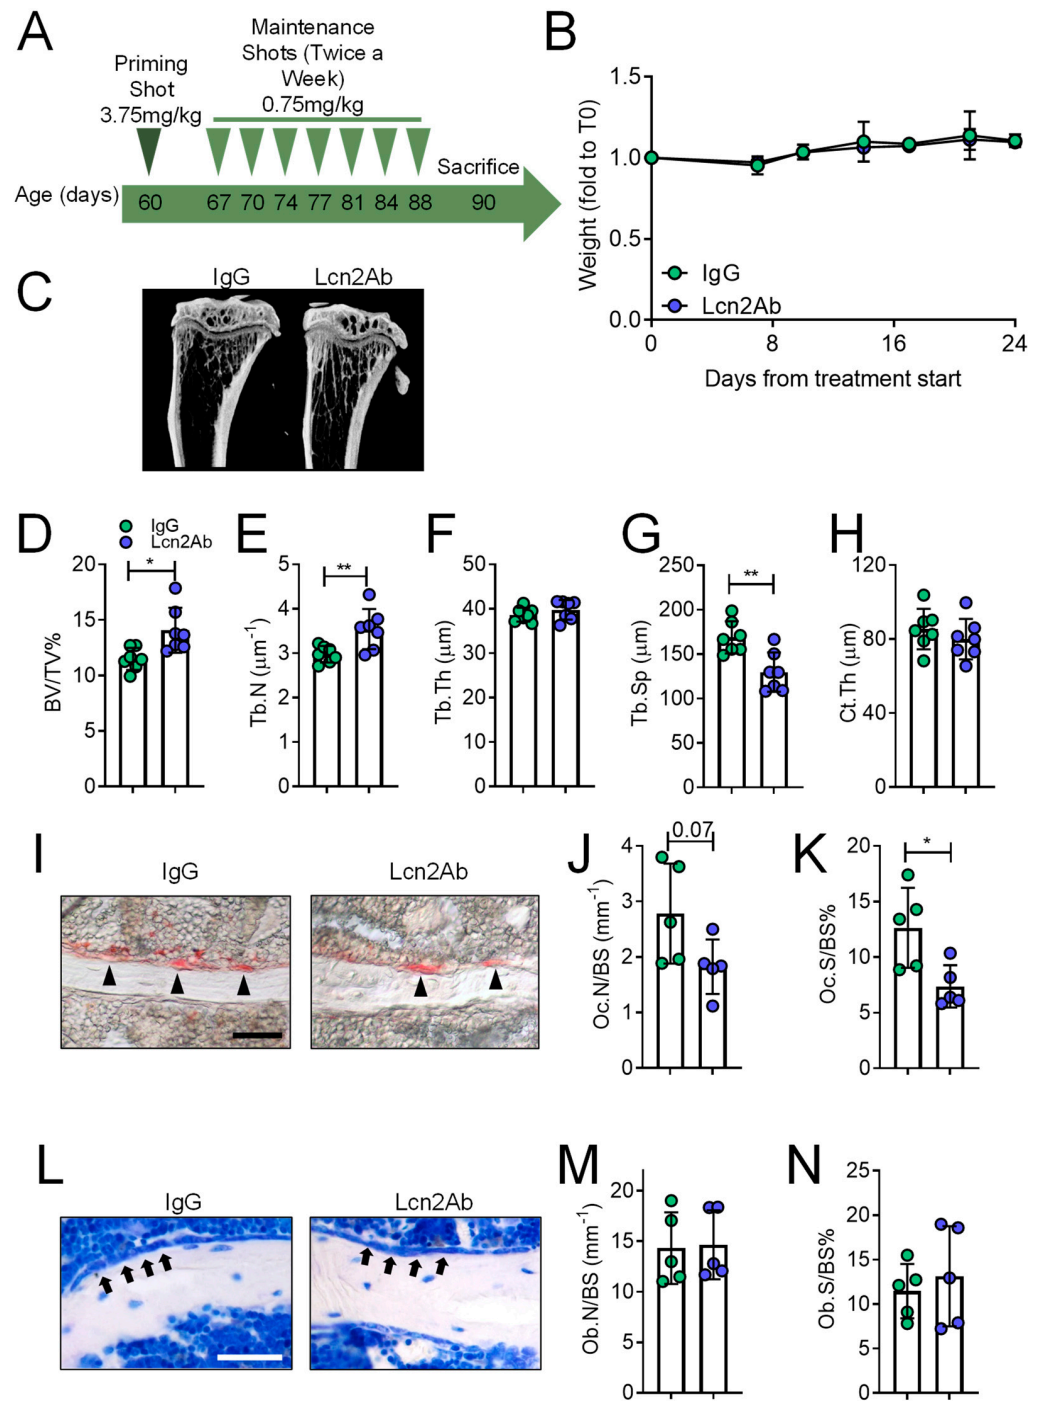 A
Priming
Shot
3.75mg/kg
Maintenance
Shots (Twice a
Week)
0.75mg/kg
Sacrifice
Age (days) 60 67 70 74 77 81 84 88 90
B
Weight (fold to T0)
1.5
1.0
0.5
0.0
IgG
Lcn2Ab
0 8 16 24
Days from treatment start
C
IgG Lcn2Ab
D
IgG
Lcn2Ab
BV/TV%
20
15
10
5
0
*
E
Tb.N (µm⁻¹)
5
4
3
2
1
0
**
F
Tb.Th (µm)
50
40
30
20
10
0
G
Tb.Sp (µm)
250
200
150
100
50
0
**
H
Ct.Th (µm)
120
80
40
0
I
IgG Lcn2Ab
J
Oc.N/BS (mm⁻¹)
4
3
2
1
0
0.07
K
Oc.S/BS%
20
15
10
5
0
*
L
IgG Lcn2Ab
M
Ob.N/BS (mm⁻¹)
20
15
10
5
0
N
Ob.S/BS%
25
20
15
10
5
0